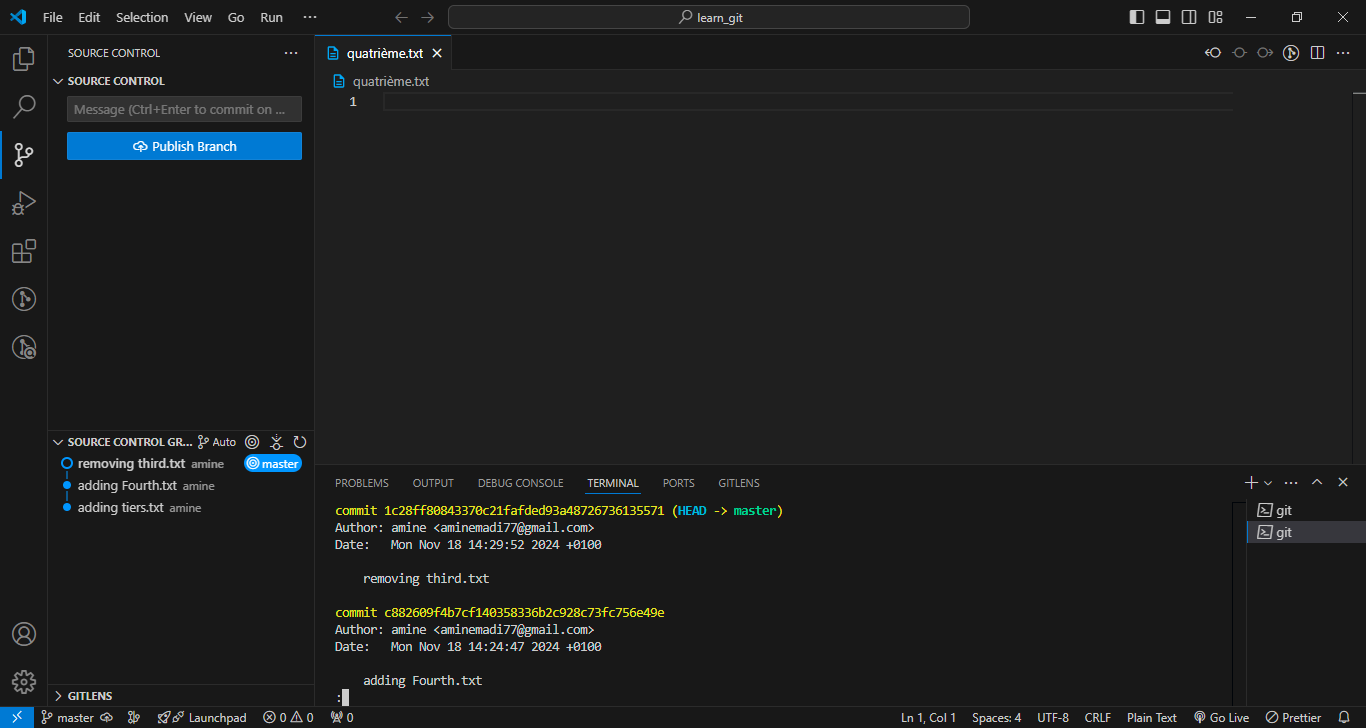 File Edit Selection View Go Run ··· learn_git
SOURCE CONTROL ···
SOURCE CONTROL
Message (Ctrl+Enter to commit on ...
Publish Branch
SOURCE CONTROL GR... Auto
removing third.txt amine master
adding Fourth.txt amine
adding tiers.txt amine
GITLENS
quatrième.txt
quatrième.txt
1
PROBLEMS OUTPUT DEBUG CONSOLE TERMINAL PORTS GITLENS
commit 1c28ff80843370c21fafded93a48726736135571 (HEAD -> master)
Author: amine <aminemadi77@gmail.com>
Date:   Mon Nov 18 14:29:52 2024 +0100
removing third.txt
commit c882609f4b7cf140358336b2c928c73fc756e49e
Author: amine <aminemadi77@gmail.com>
Date:   Mon Nov 18 14:24:47 2024 +0100
adding Fourth.txt
:
git
git
master Launchpad 0 0 0 Ln 1, Col 1 Spaces: 4 UTF-8 CRLF Plain Text Go Live Prettier